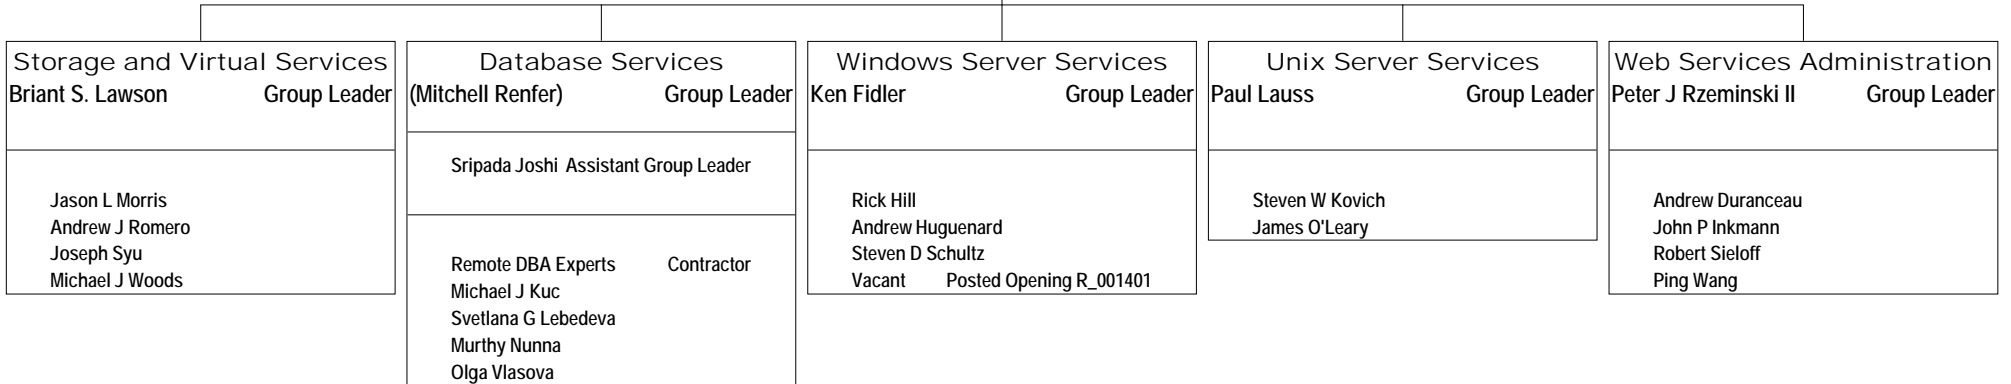 Storage and Virtual Services
Briant S. Lawson Group Leader
Jason L Morris
Andrew J Romero
Joseph Syu
Michael J Woods
Database Services
(Mitchell Renfer) Group Leader
Sripada Joshi Assistant Group Leader
Remote DBA Experts Contractor
Michael J Kuc
Svetlana G Lebedeva
Murthy Nunna
Olga Vlasova
Windows Server Services
Ken Fidler Group Leader
Rick Hill
Andrew Huguenard
Steven D Schultz
Vacant Posted Opening R_001401
Unix Server Services
Paul Lauss Group Leader
Steven W Kovich
James O'Leary
Web Services Administration
Peter J Rzeminski II Group Leader
Andrew Duranceau
John P Inkmann
Robert Sieloff
Ping Wang